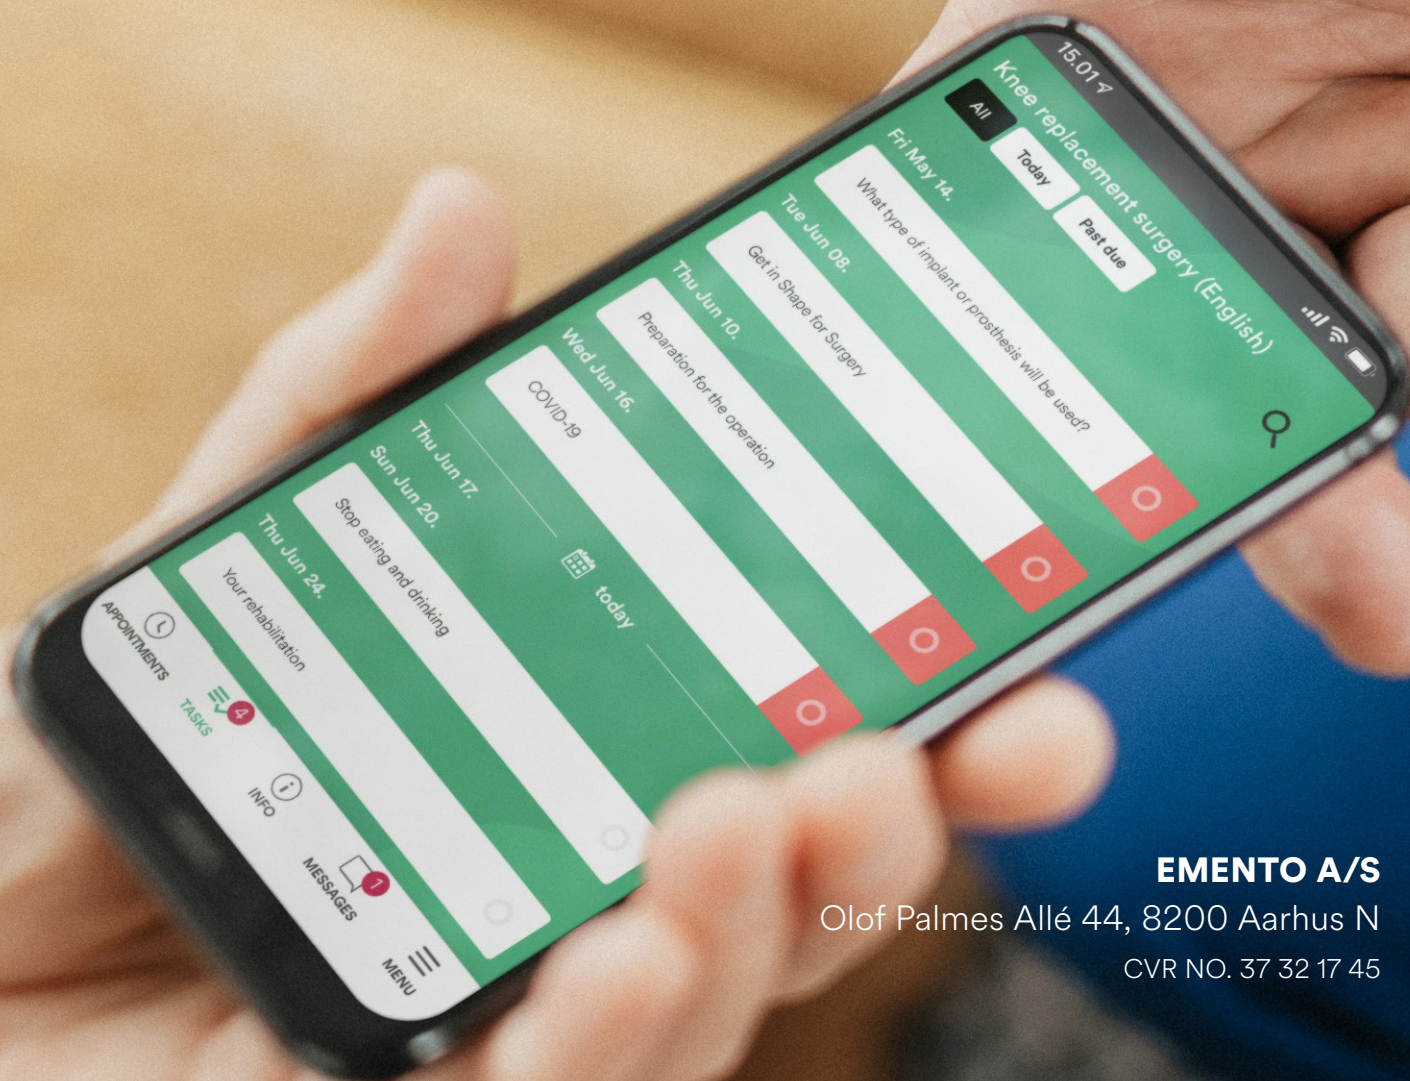 15.01
Knee replacement surgery (English)
All
Today
Past due
Fri May 14.
What type of implant or prosthesis will be used?
Tue Jun 08.
Get in Shape for Surgery
Thu Jun 10.
Preparation for the operation
Wed Jun 16.
COVID-19
Thu Jun 17.
today
Sun Jun 20.
Stop eating and drinking
Thu Jun 24.
Your rehabilitation
APPOINTMENTS
4
TASKS
INFO
1
MESSAGES
MENU
EMENTO A/S
Olof Palmes Allé 44, 8200 Aarhus N
CVR NO. 37 32 17 45